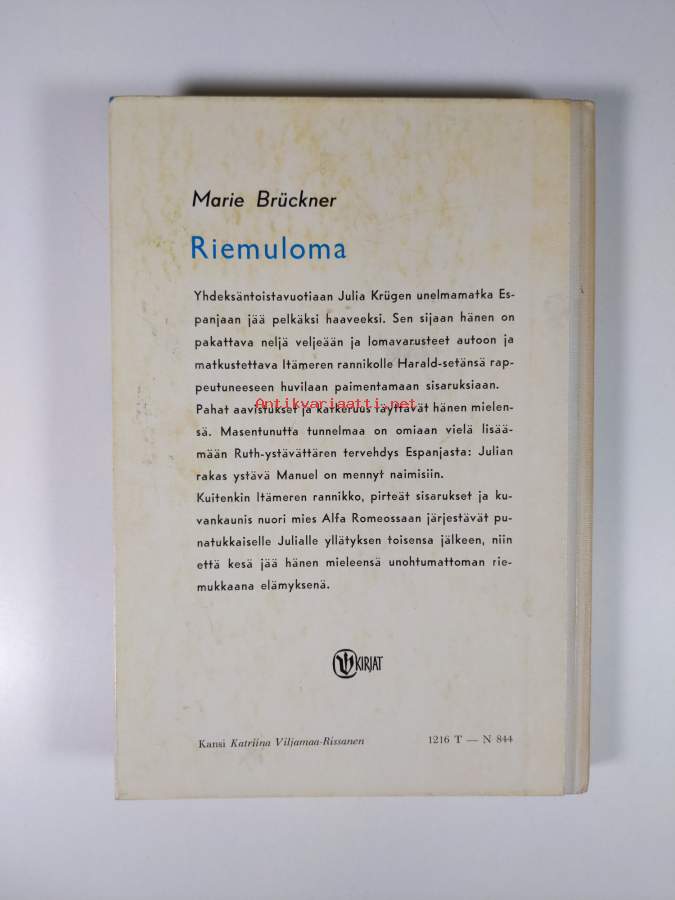 Marie Brückner
Riemuloma
Yhdeksäntoistavuotiaan Julia Krügen unelmamatka Es-
panjaan jää pelkäksi haaveeksi. Sen sijaan hänen on
pakattava neljä veljeään ja lomavarusteet autoon ja
matkustettava Itämeren rannikolle Harald-setänsä rap-
peutuneeseen huvilaan paimentamaan sisaruksiaan.
Pahat aavistukset ja katkeruus täyttävät hänen mielen-
Antikvariaatti.net
sä. Masentunutta tunnelmaa on omiaan vielä lisää-
mään Ruth-ystävättären tervehdys Espanjasta: Julian
rakas ystävä Manuel on mennyt naimisiin.
Kuitenkin Itämeren rannikko, pirteät sisarukset ja ku-
vankaunis nuori mies Alfa Romeossaan järjestävät pu-
natukkaiselle Julialle yllätyksen toisensa jälkeen, niin
että kesä jää hänen mieleensä unohtumattoman rie-
mukkaana elämyksenä.
KIRJAT
Kansi Katriina Viljamaa-Rissanen 1216 T — N 844